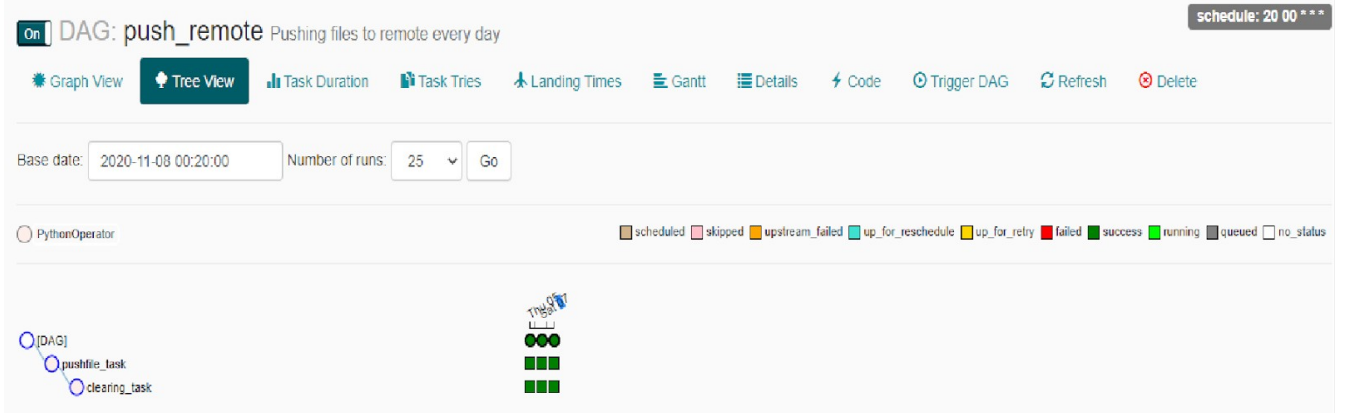 schedule: 20 00 * * *
On DAG: push_remote Pushing files to remote every day
Graph View Tree View Task Duration Task Tries Landing Times Gantt Details Code Trigger DAG Refresh Delete
Base date: 2020-11-08 00:20:00 Number of runs: 25 Go
PythonOperator scheduled skipped upstream_failed up_for_reschedule up_for_retry failed success running queued no_status
[DAG]
pushfile_task
clearing_task